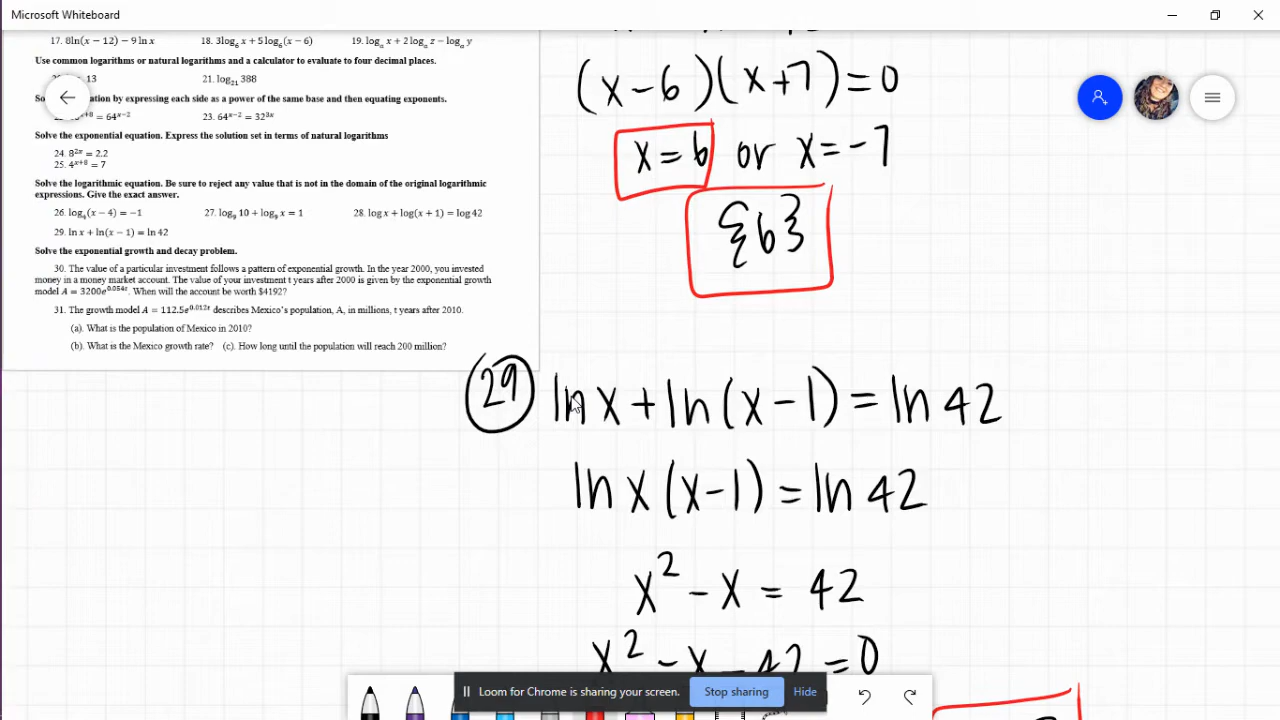 Microsoft Whiteboard
17. 8ln(x − 12) − 9 ln x 18. 3log₆ x + 5 log₆ (x − 6) 19. logₐ x + 2 logₐ z − logₐ y
Use common logarithms or natural logarithms and a calculator to evaluate to four decimal places.
13 21. log₂₁ 388
So ation by expressing each side as a power of the same base and then equating exponents.
= 64ˣ⁻² 23. 64ˣ⁻² = 32³ˣ
Solve the exponential equation. Express the solution set in terms of natural logarithms
24. 8²ˣ = 2.2
25. 4ˣ⁺⁸ = 7
Solve the logarithmic equation. Be sure to reject any value that is not in the domain of the original logarithmic
expressions. Give the exact answer.
26. log₆(x − 4) = −1 27. log₉ 10 + log₉ x = 1 28. log x + log(x + 1) = log 42
29. ln x + ln(x − 1) = ln 42
Solve the exponential growth and decay problem.
30. The value of a particular investment follows a pattern of exponential growth. In the year 2000, you invested
money in a money market account. The value of your investment t years after 2000 is given by the exponential growth
model A = 3200e⁰·⁰⁵⁴ᵗ. When will the account be worth $4192?
31. The growth model A = 112.5e⁰·⁰¹²ᵗ describes Mexico's population, A, in millions, t years after 2010.
(a). What is the population of Mexico in 2010?
(b). What is the Mexico growth rate? (c). How long until the population will reach 200 million?
(x−6)(x+7)=0
x=6 or x=−7
{6}
29 ln x + ln(x−1) = ln 42
ln x(x−1) = ln 42
x² − x = 42
x² − x − 42 = 0
Loom for Chrome is sharing your screen. Stop sharing Hide